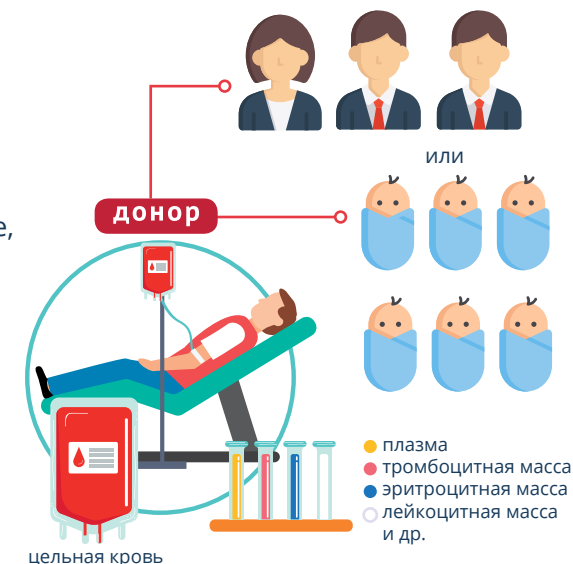 или
донор
е,
плазма
тромбоцитная масса
эритроцитная масса
лейкоцитная масса
и др.
цельная кровь